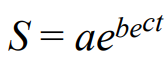 S = ae^{be^{ct}}